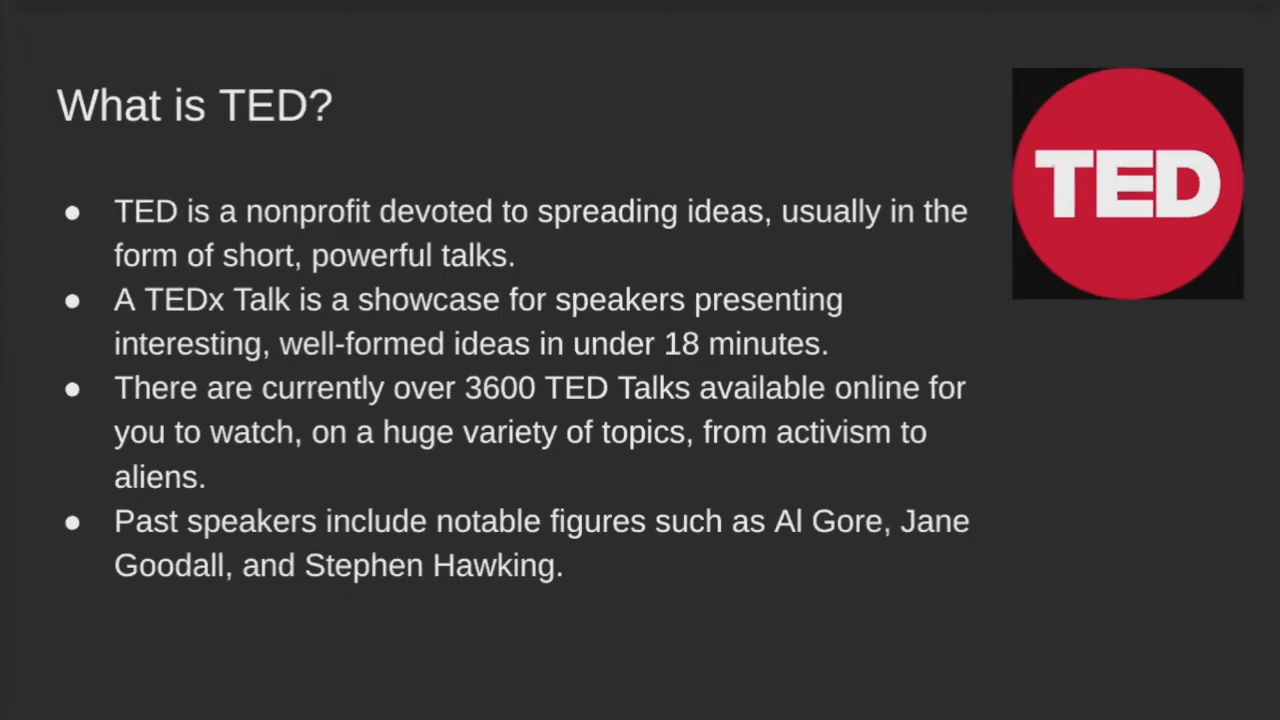 What is TED?
TED
● TED is a nonprofit devoted to spreading ideas, usually in the
form of short, powerful talks.
● A TEDx Talk is a showcase for speakers presenting
interesting, well-formed ideas in under 18 minutes.
● There are currently over 3600 TED Talks available online for
you to watch, on a huge variety of topics, from activism to
aliens.
● Past speakers include notable figures such as Al Gore, Jane
Goodall, and Stephen Hawking.